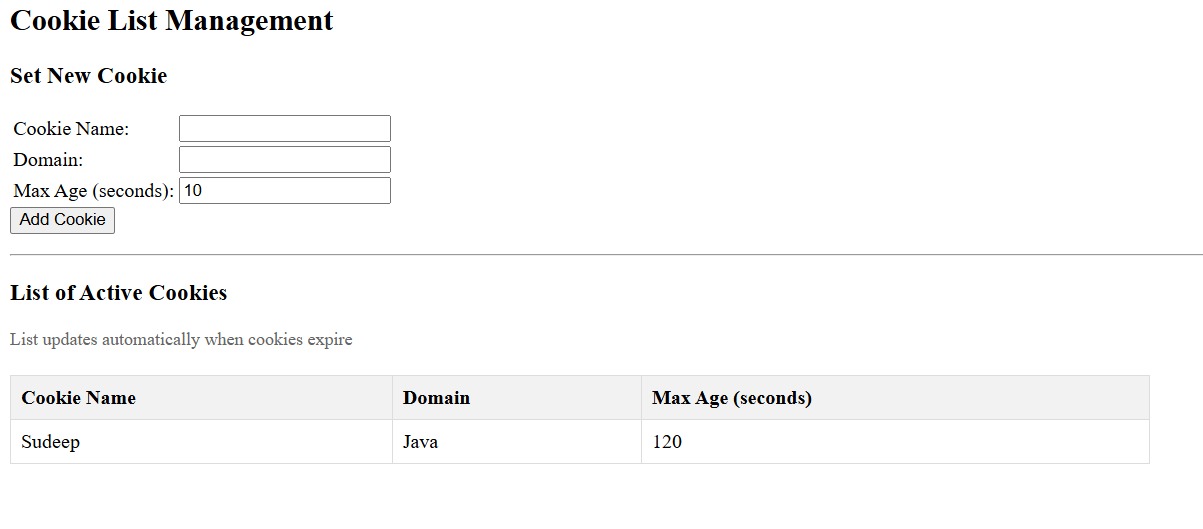 Cookie List Management
Set New Cookie
Cookie Name:
Domain:
Max Age (seconds): 10
Add Cookie
List of Active Cookies
List updates automatically when cookies expire
Cookie Name Domain Max Age (seconds)
Sudeep Java 120